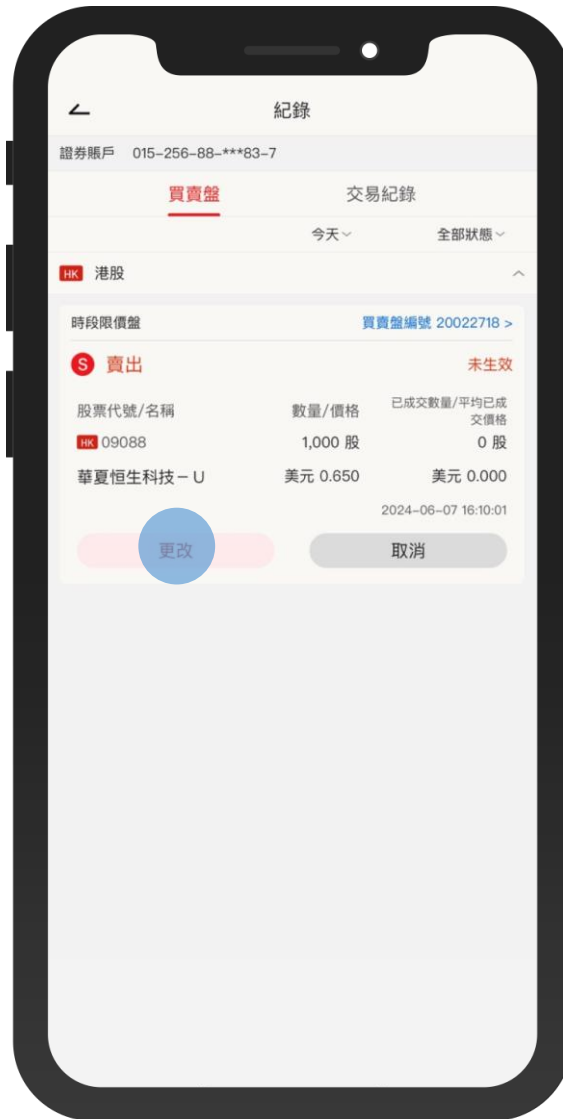 紀錄
證券賬戶 015-256-88-***83-7
買賣盤 交易紀錄
今天 全部狀態
HK 港股
時段限價盤 買賣盤編號 20022718 >
S 賣出 未生效
股票代號/名稱 數量/價格 已成交數量/平均已成
交價格
HK 09088 1,000 股 0 股
華夏恒生科技－U 美元 0.650 美元 0.000
2024-06-07 16:10:01
更改 取消